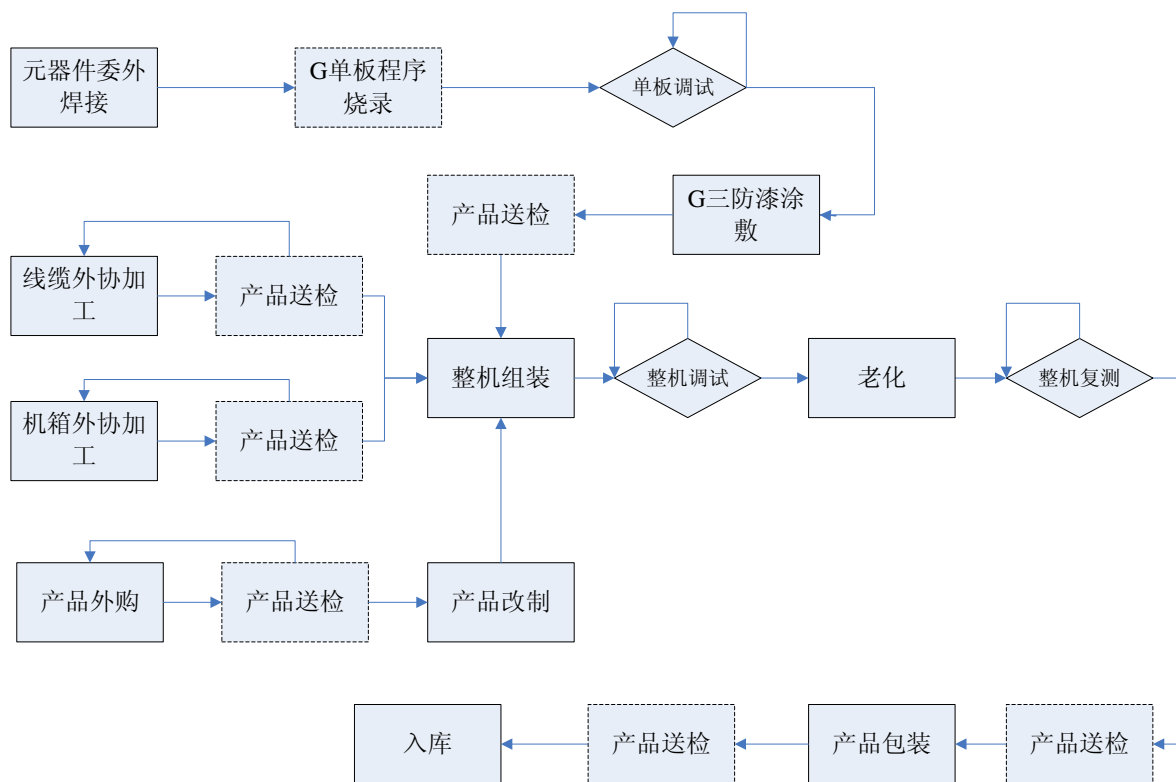 元器件委外
焊接
G单板程序
烧录
单板调试
产品送检
G三防漆涂
敷
线缆外协加
工
产品送检
整机组装
整机调试
老化
整机复测
机箱外协加
工
产品送检
产品外购
产品送检
产品改制
入库
产品送检
产品包装
产品送检